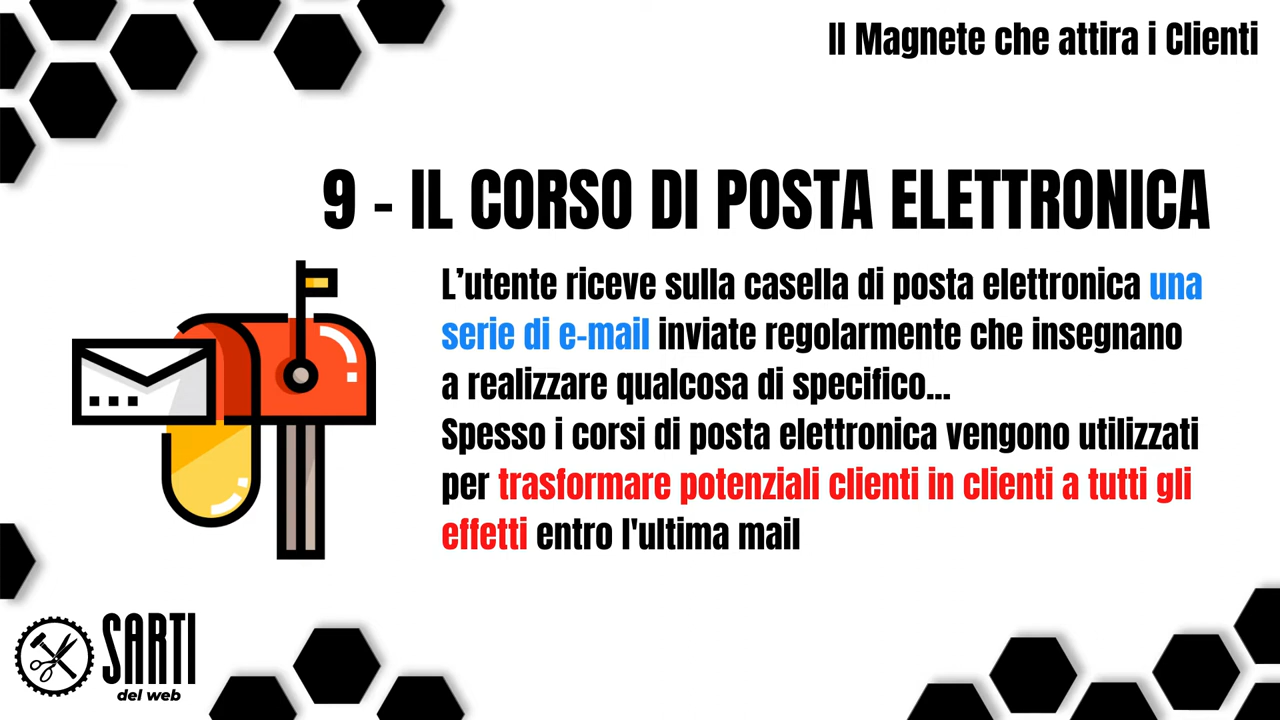 Il Magnete che attira i Clienti
9 - IL CORSO DI POSTA ELETTRONICA
L’utente riceve sulla casella di posta elettronica una
serie di e-mail inviate regolarmente che insegnano
a realizzare qualcosa di specifico...
Spesso i corsi di posta elettronica vengono utilizzati
per trasformare potenziali clienti in clienti a tutti gli
effetti entro l'ultima mail
SARTI
del web